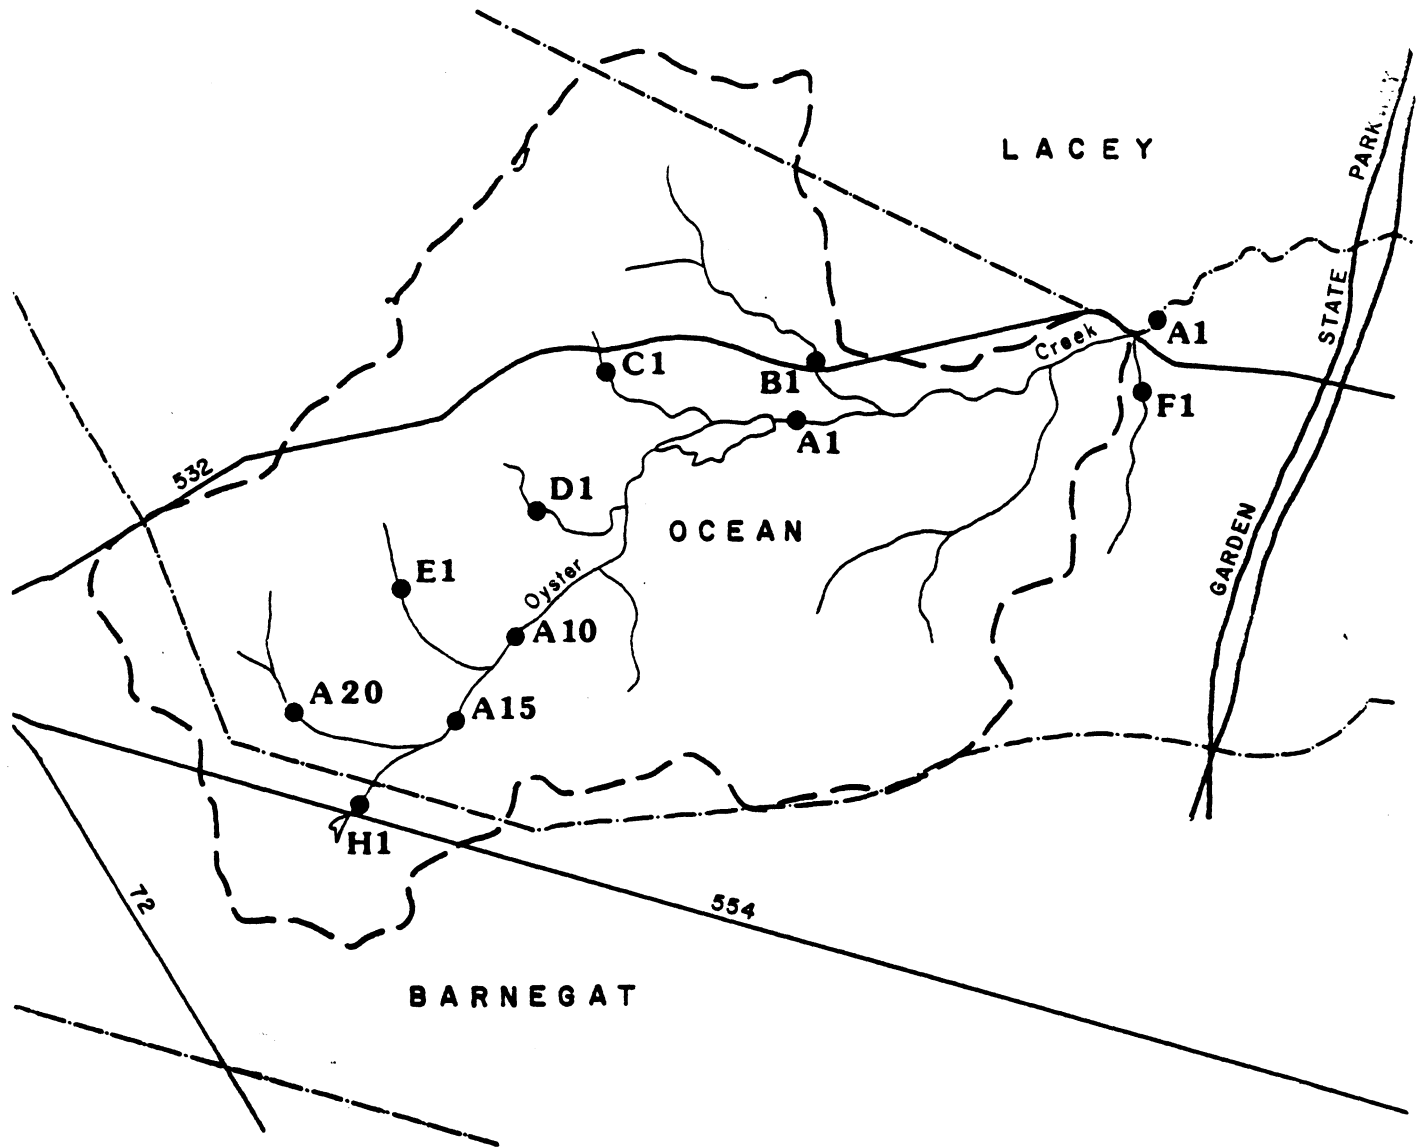 LACEY
PARK
STATE
GARDEN
Creek
A1
C1
B1
F1
A1
532
D1
OCEAN
E1
Oyster
A10
A20
A15
H1
72
554
BARNEGAT